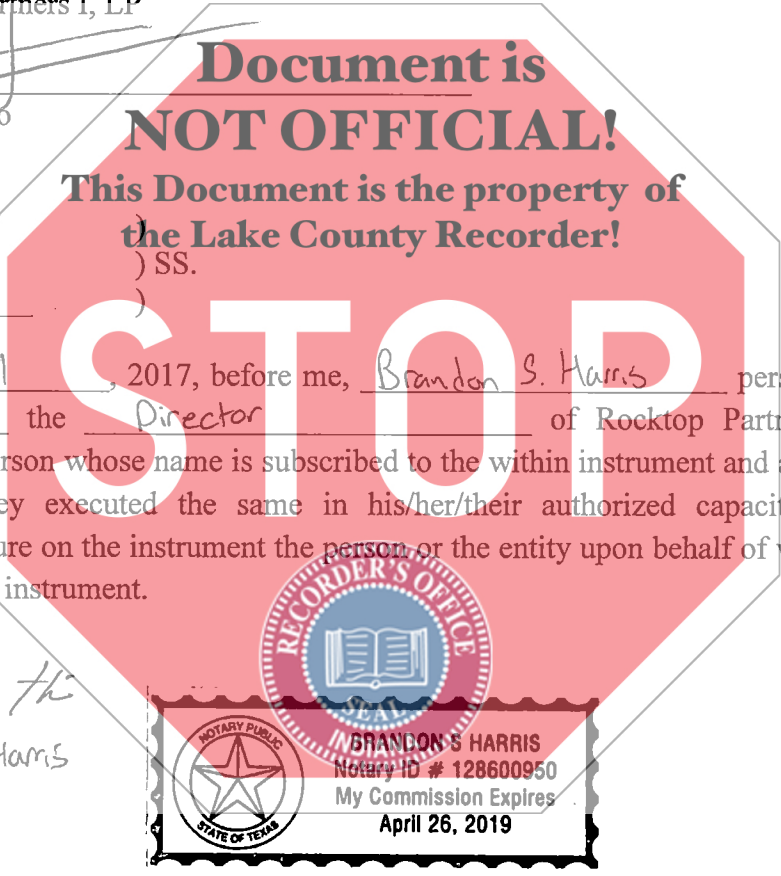 rtners I, LP
Document is
NOT OFFICIAL!
This Document is the property of
the Lake County Recorder!
)
) SS.
)
STOP
, 2017, before me, Brandon S. Harris pers
the Director of Rocktop Partn
rson whose name is subscribed to the within instrument and a
ey executed the same in his/her/their authorized capacit
ure on the instrument the person or the entity upon behalf of w
instrument.
RECORDER'S OFFICE
SEAL
INDIANA
Harris
NOTARY PUBLIC
STATE OF TEXAS
BRANDON S HARRIS
Notary ID # 128600950
My Commission Expires
April 26, 2019